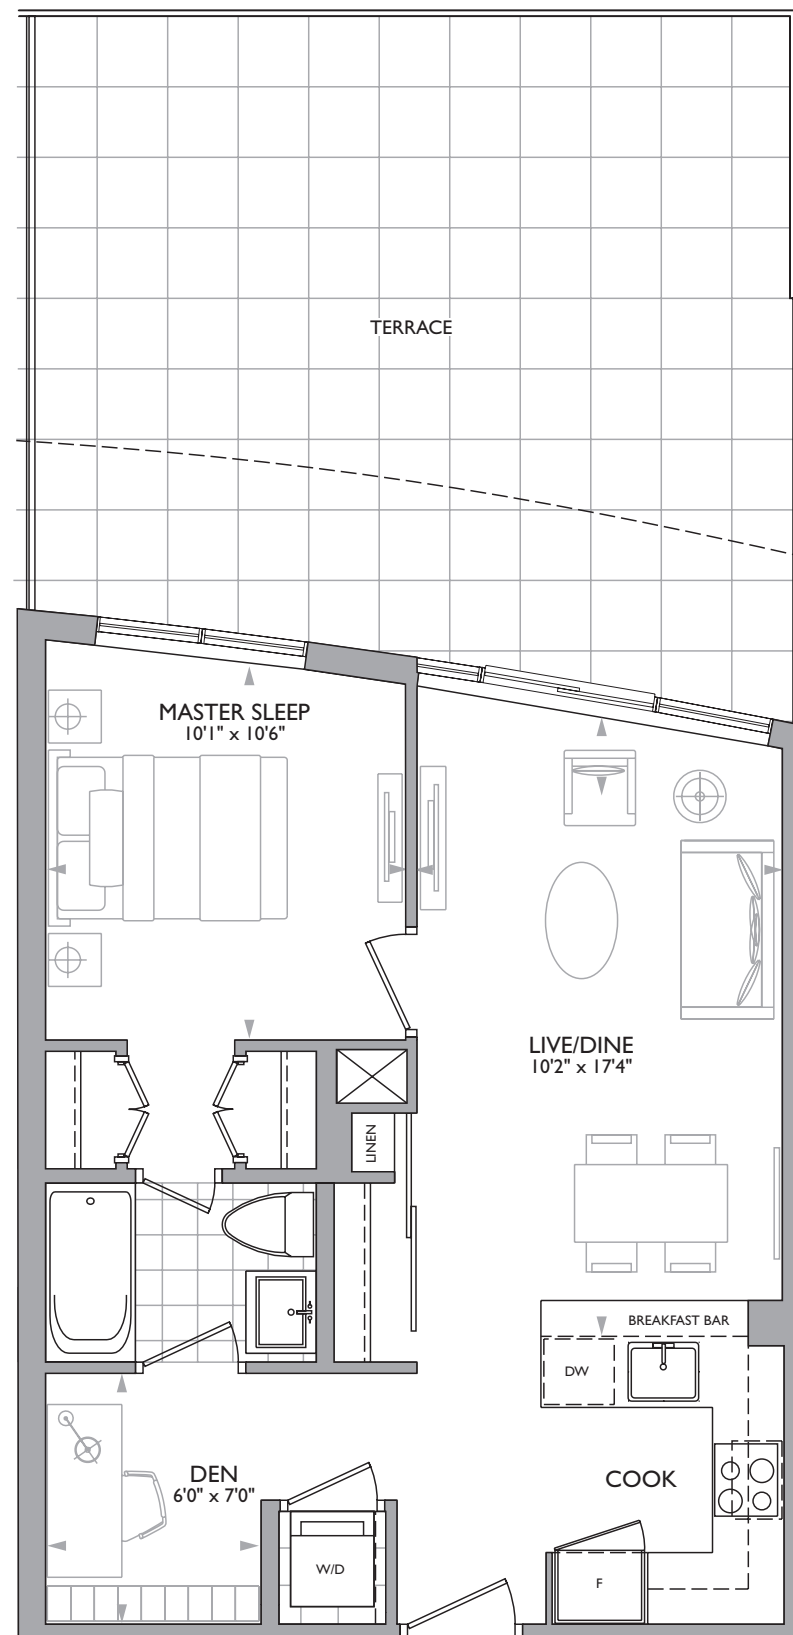 TERRACE
MASTER SLEEP
10'1" x 10'6"
LIVE/DINE
10'2" x 17'4"
LINEN
BREAKFAST BAR
DW
DEN
6'0" x 7'0"
COOK
W/D
F